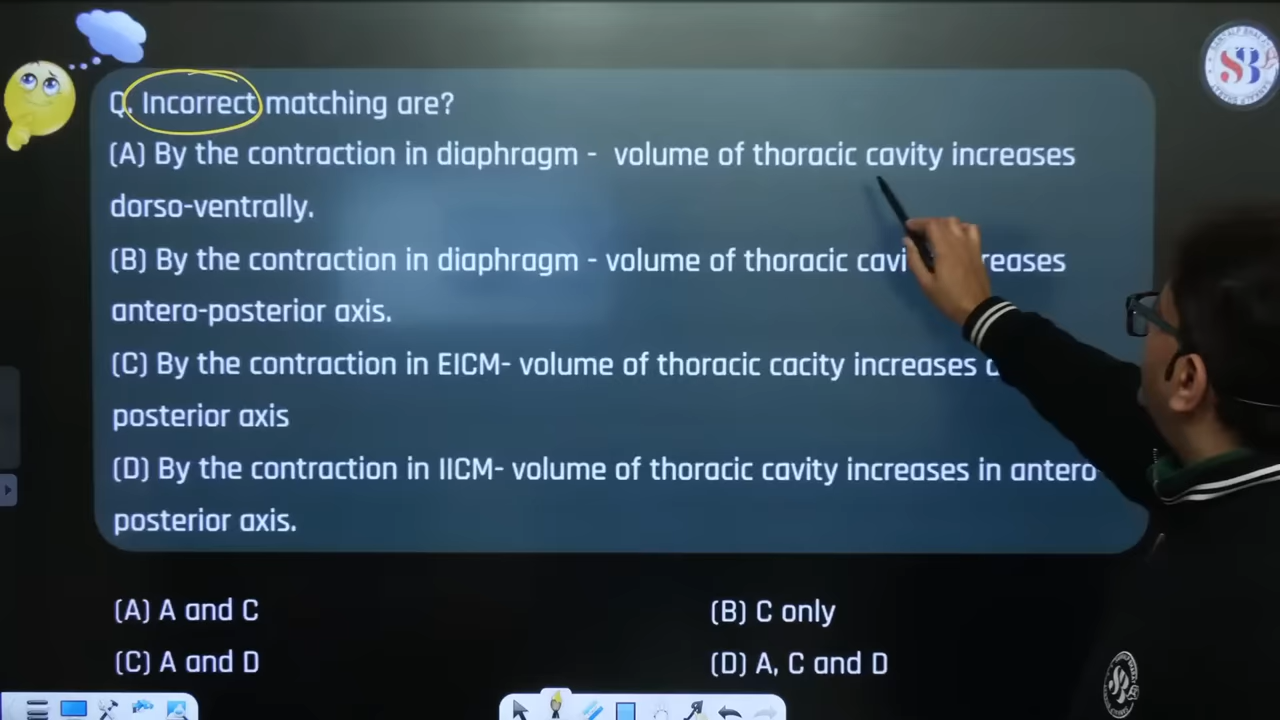 Q. Incorrect matching are?
(A) By the contraction in diaphragm - volume of thoracic cavity increases
dorso-ventrally.
(B) By the contraction in diaphragm - volume of thoracic
antero-posterior axis.
(C) By the contraction in EICM- volume of thoracic cacity increases
posterior axis
(D) By the contraction in IICM- volume of thoracic cavity increases in antero
posterior axis.
(A) A and C
(B) C only
(C) A and D
(D) A, C and D
SB